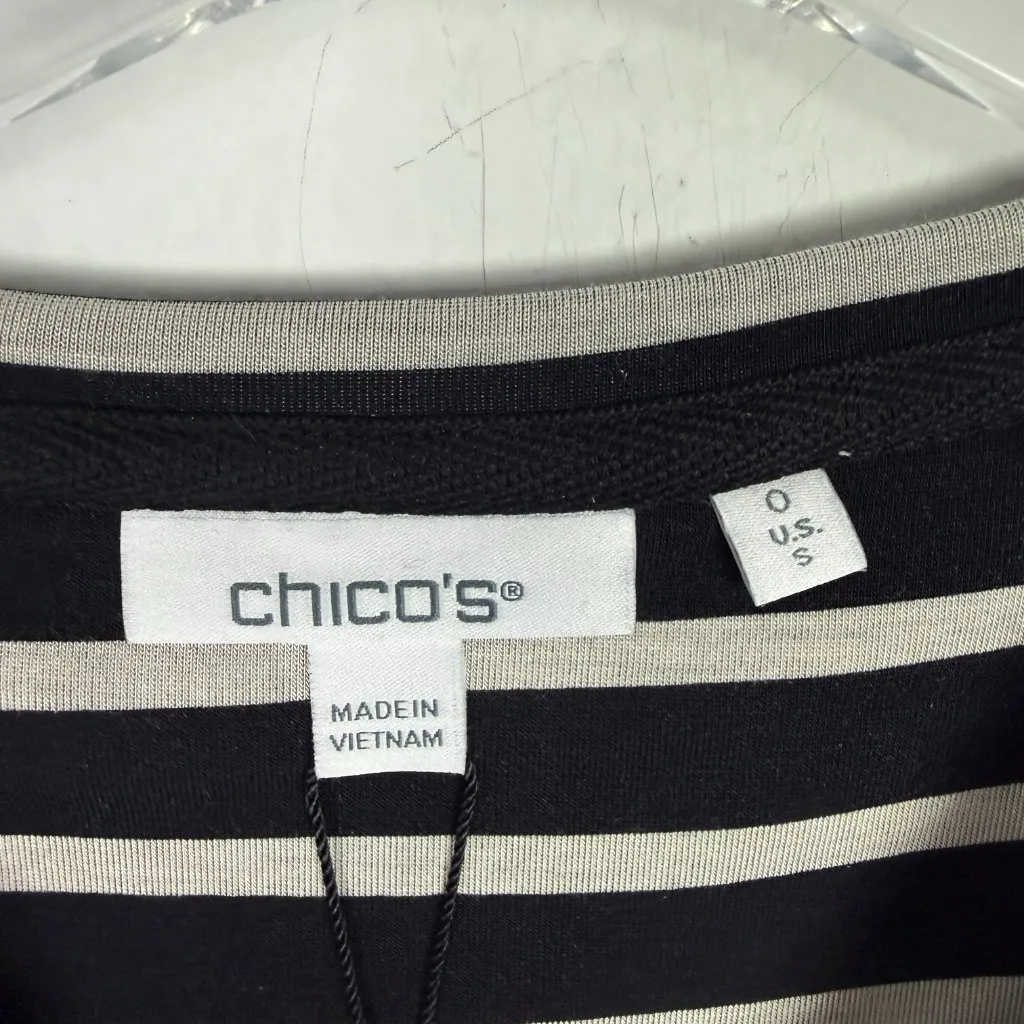 chico's®
MADE IN
VIETNAM
0
U.S.
S